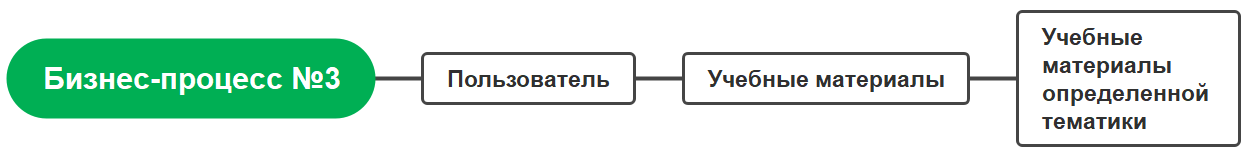 Бизнес-процесс №3
Пользователь
Учебные материалы
Учебные
материалы
определенной
тематики